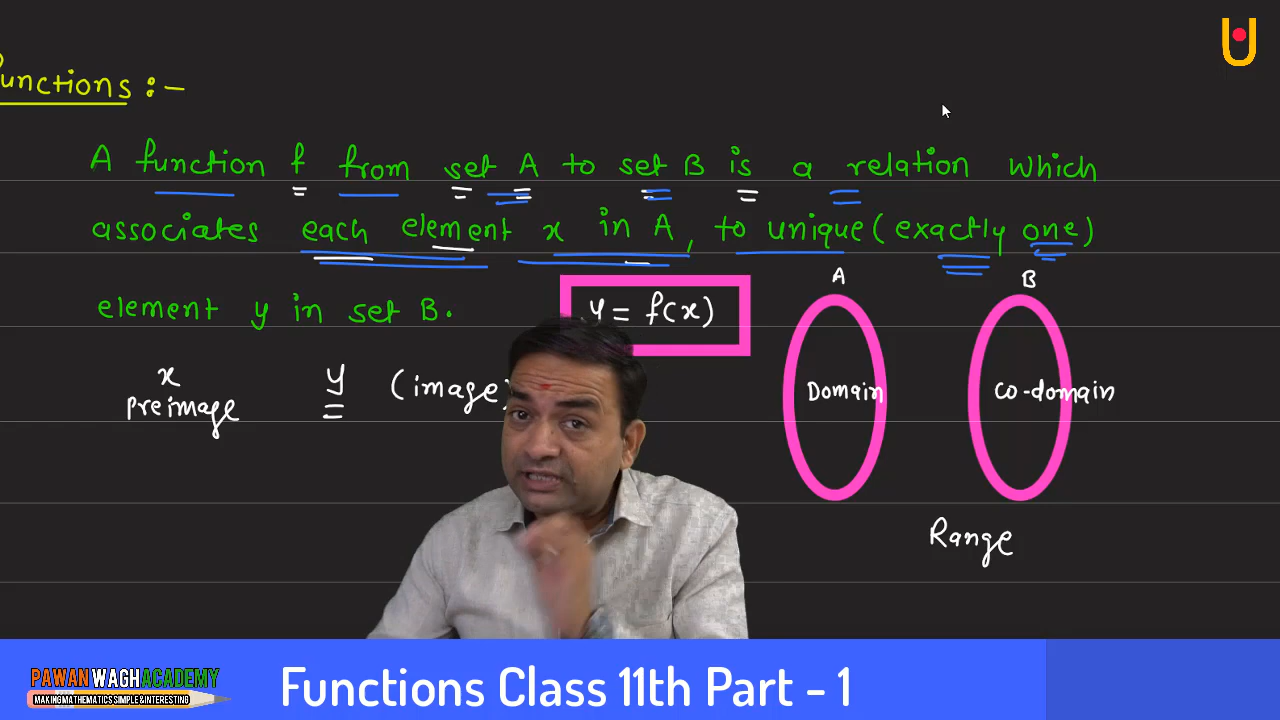 Functions :-
A function f from set A to set B is a relation which
associates each element x in A, to unique (exactly one)
element y in set B.
y = f(x)
A
B
x
y (image)
preimage
Domain
Co-domain
Range
PAWAN WAGH ACADEMY
MAKING MATHEMATICS SIMPLE & INTERESTING
Functions Class 11th Part - 1